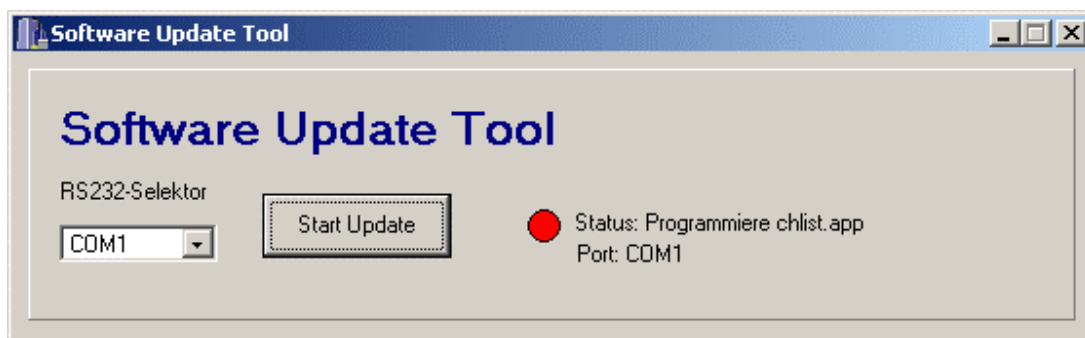 Software Update Tool
Software Update Tool
RS232-Selektor
COM1
Start Update
Status: Programmiere chlist.app
Port: COM1